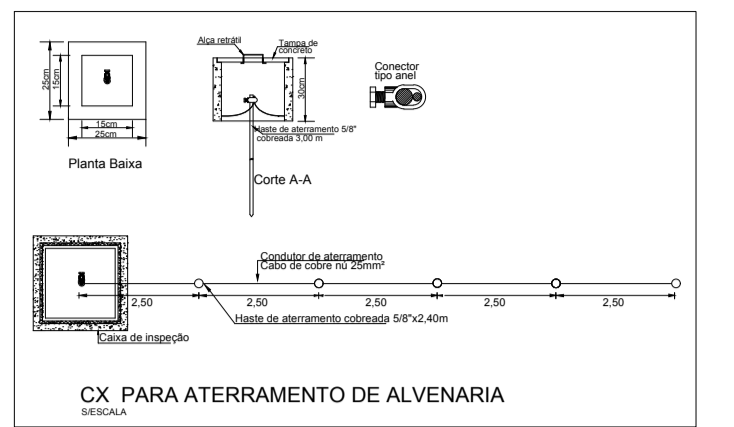 Alça retrátil
Tampa de
concreto
Conector
tipo anel
25cm
15cm
15cm
25cm
30cm
Haste de aterramento 5/8"
cobreada 3,00 m
Planta Baixa
Corte A-A
Condutor de aterramento
Cabo de cobre nú 25mm²
2,50
2,50
2,50
2,50
2,50
Haste de aterramento cobreada 5/8"x2,40m
Caixa de inspeção
CX PARA ATERRAMENTO DE ALVENARIA
S/ESCALA